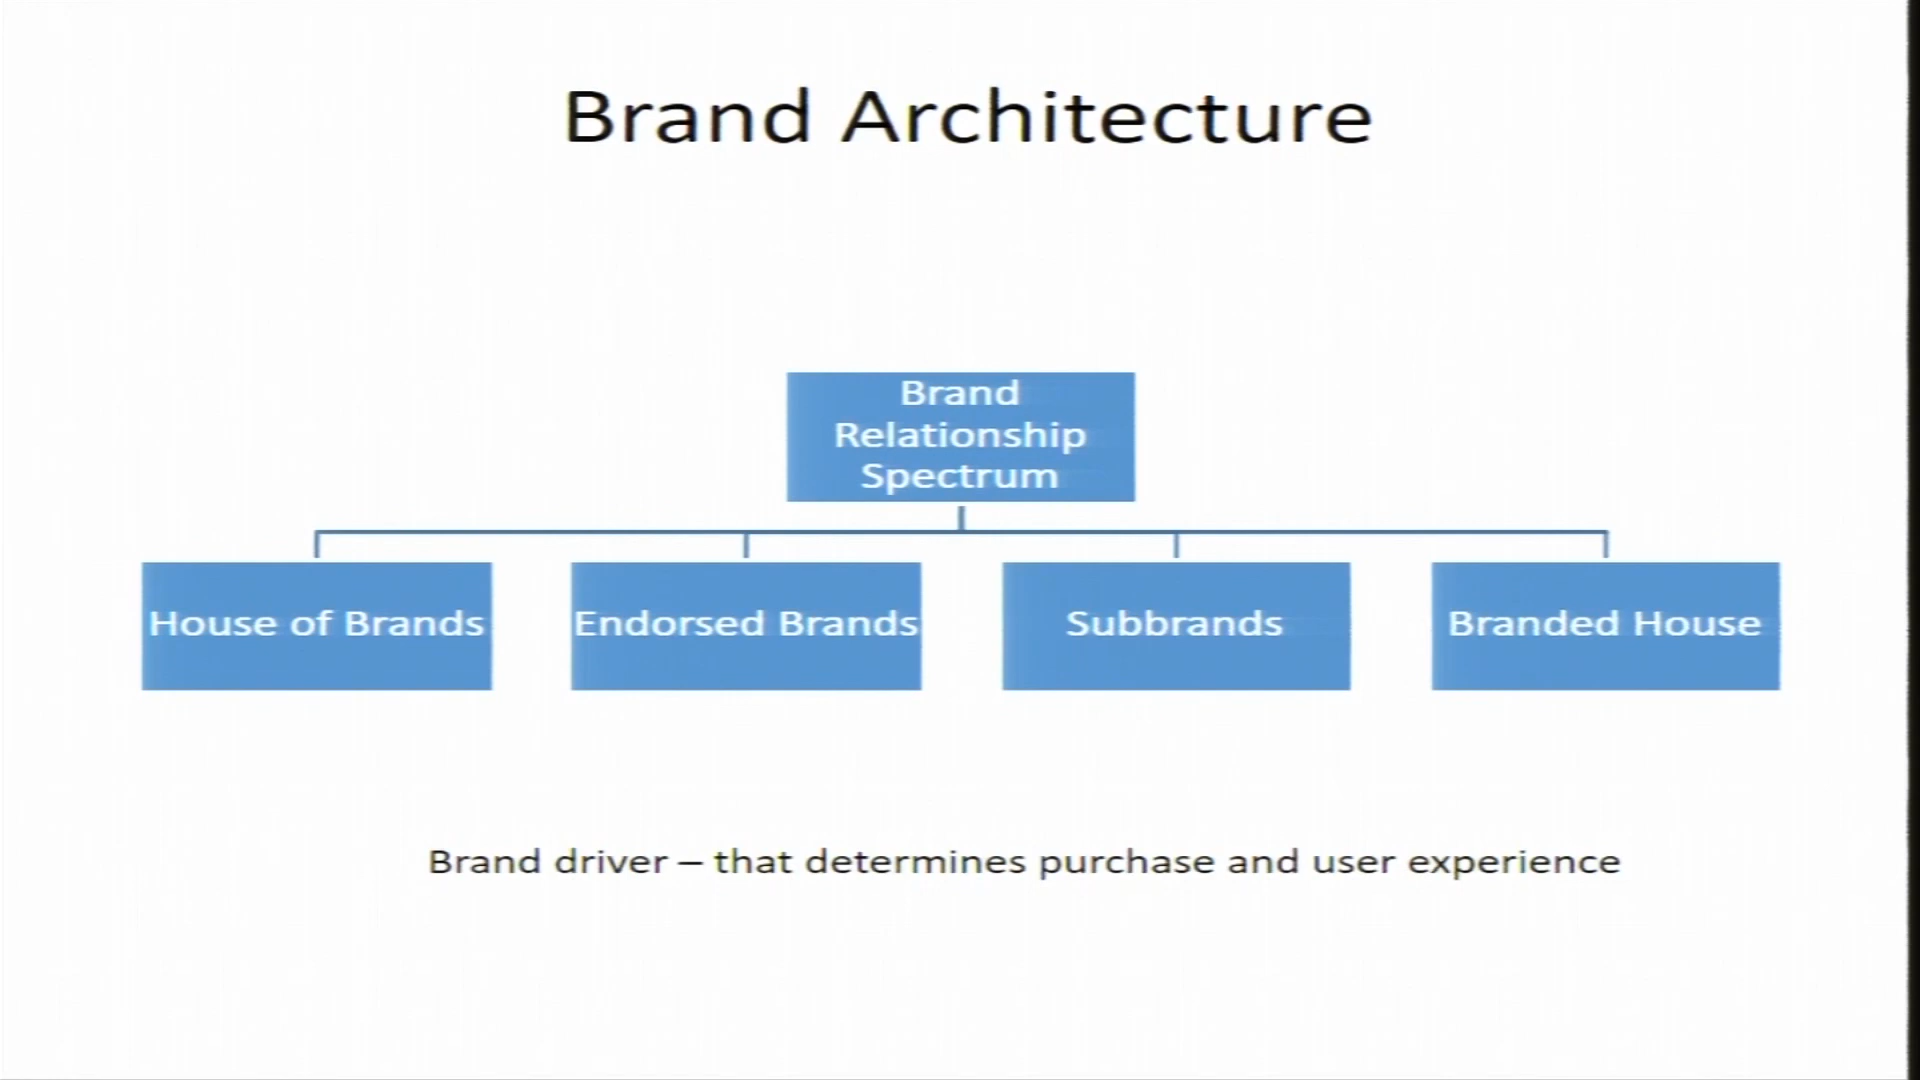 Brand Architecture
Brand
Relationship
Spectrum
House of Brands
Endorsed Brands
Subbrands
Branded House
Brand driver – that determines purchase and user experience